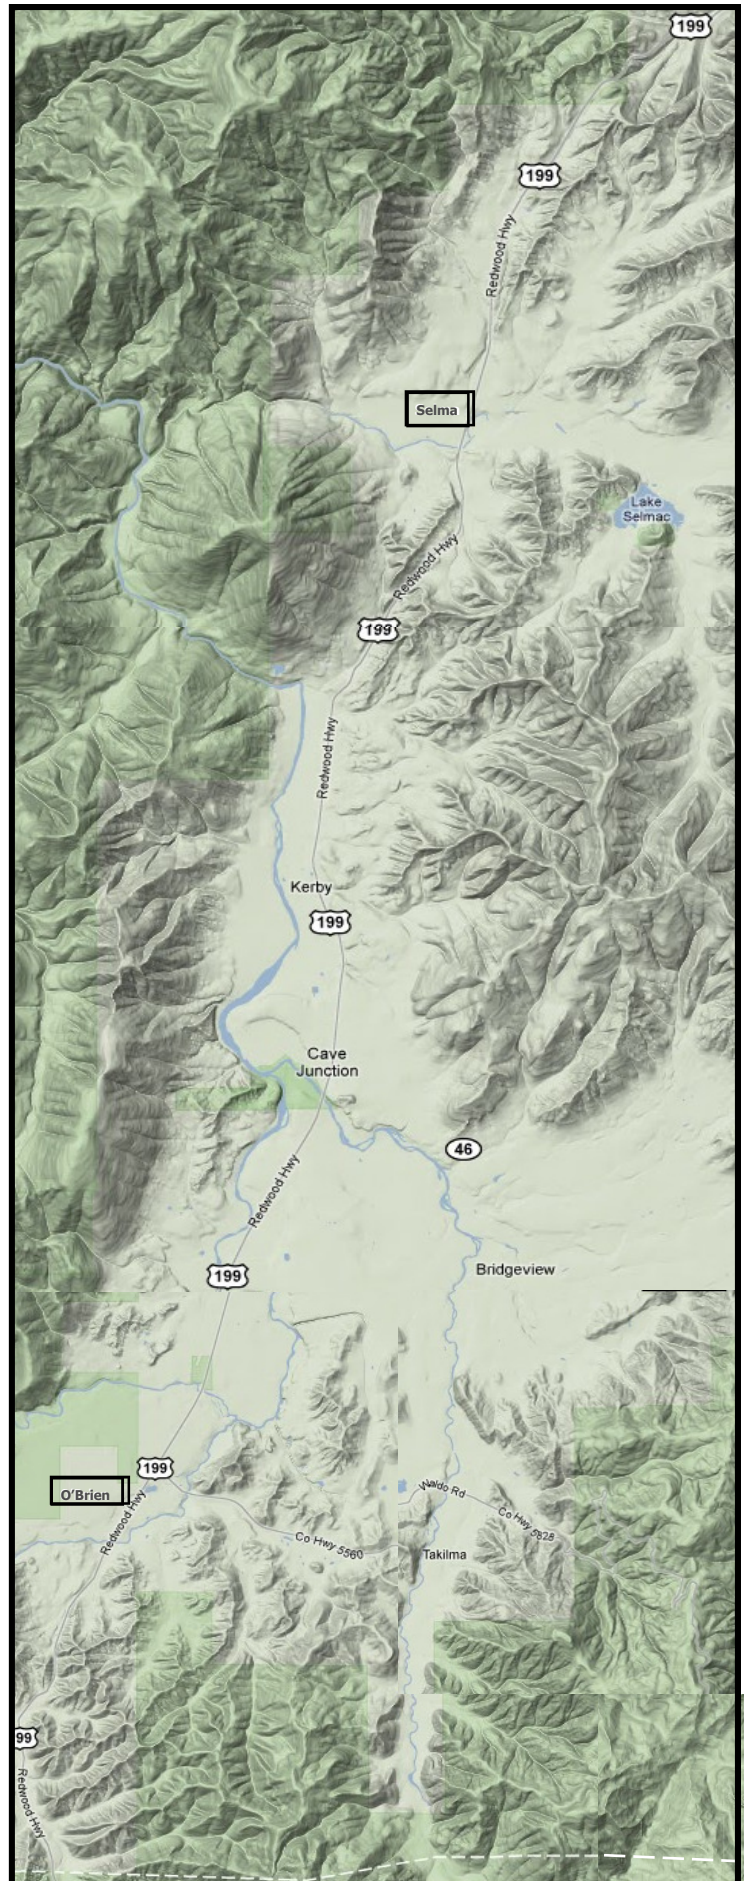 199
199
Redwood Hwy
Selma
Lake
Selmac
Redwood Hwy
199
Redwood Hwy
Kerby
199
Cave
Junction
46
Redwood Hwy
199
Bridgeview
199
O'Brien
Redwood Hwy
Waldo Rd
Co Hwy 5828
Co Hwy 5560
Takilma
99
Redwood Hwy